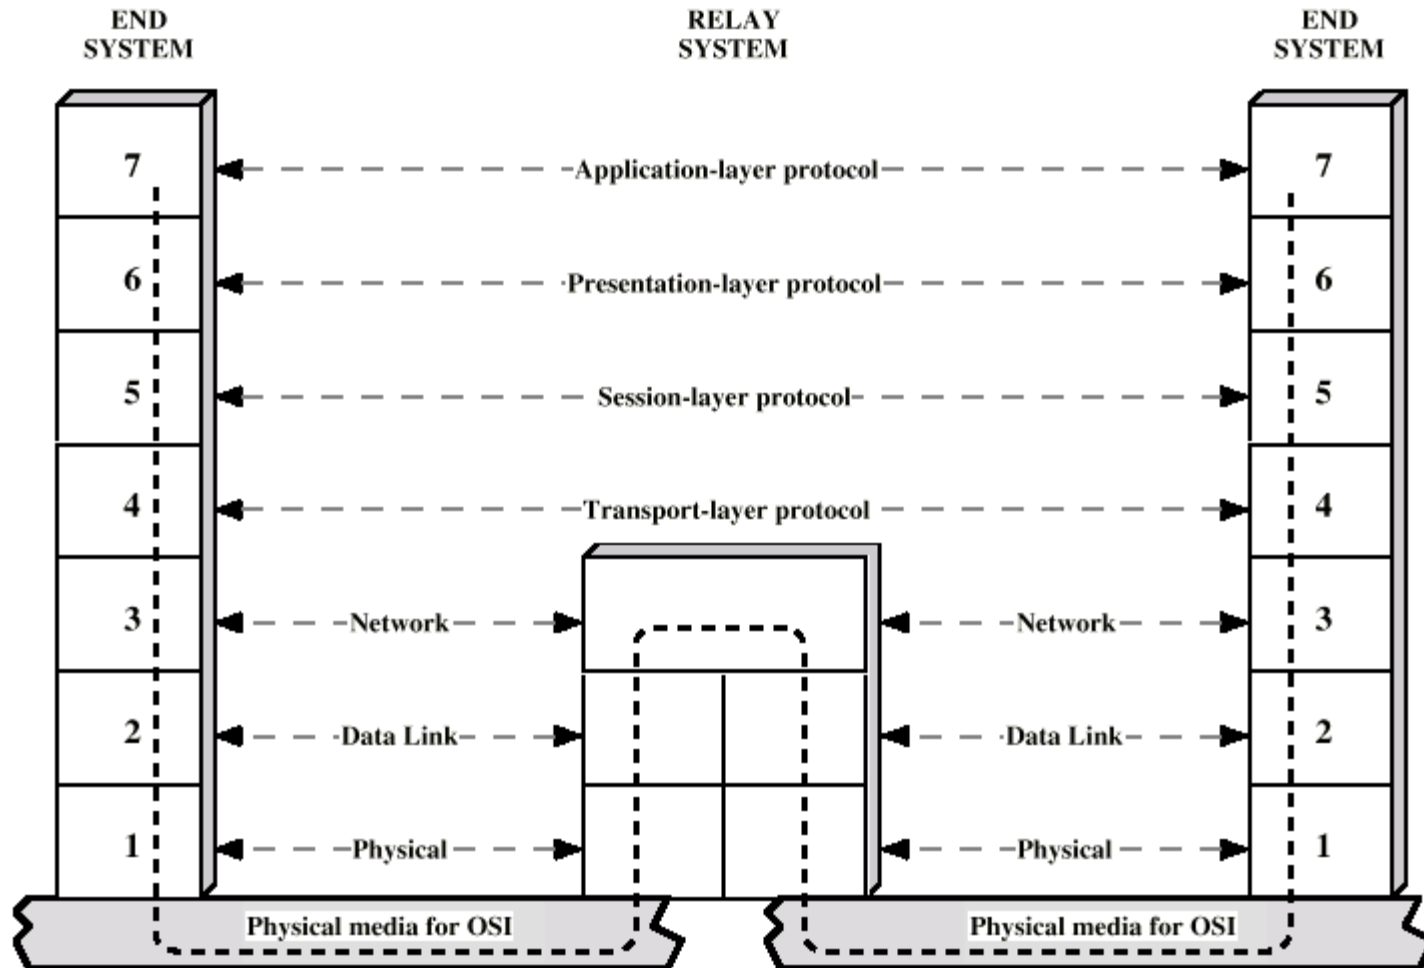 END
SYSTEM
RELAY
SYSTEM
END
SYSTEM
7
Application-layer protocol
7
6
Presentation-layer protocol
6
5
Session-layer protocol
5
4
Transport-layer protocol
4
3
Network
Network
3
2
Data Link
Data Link
2
1
Physical
Physical
1
Physical media for OSI
Physical media for OSI